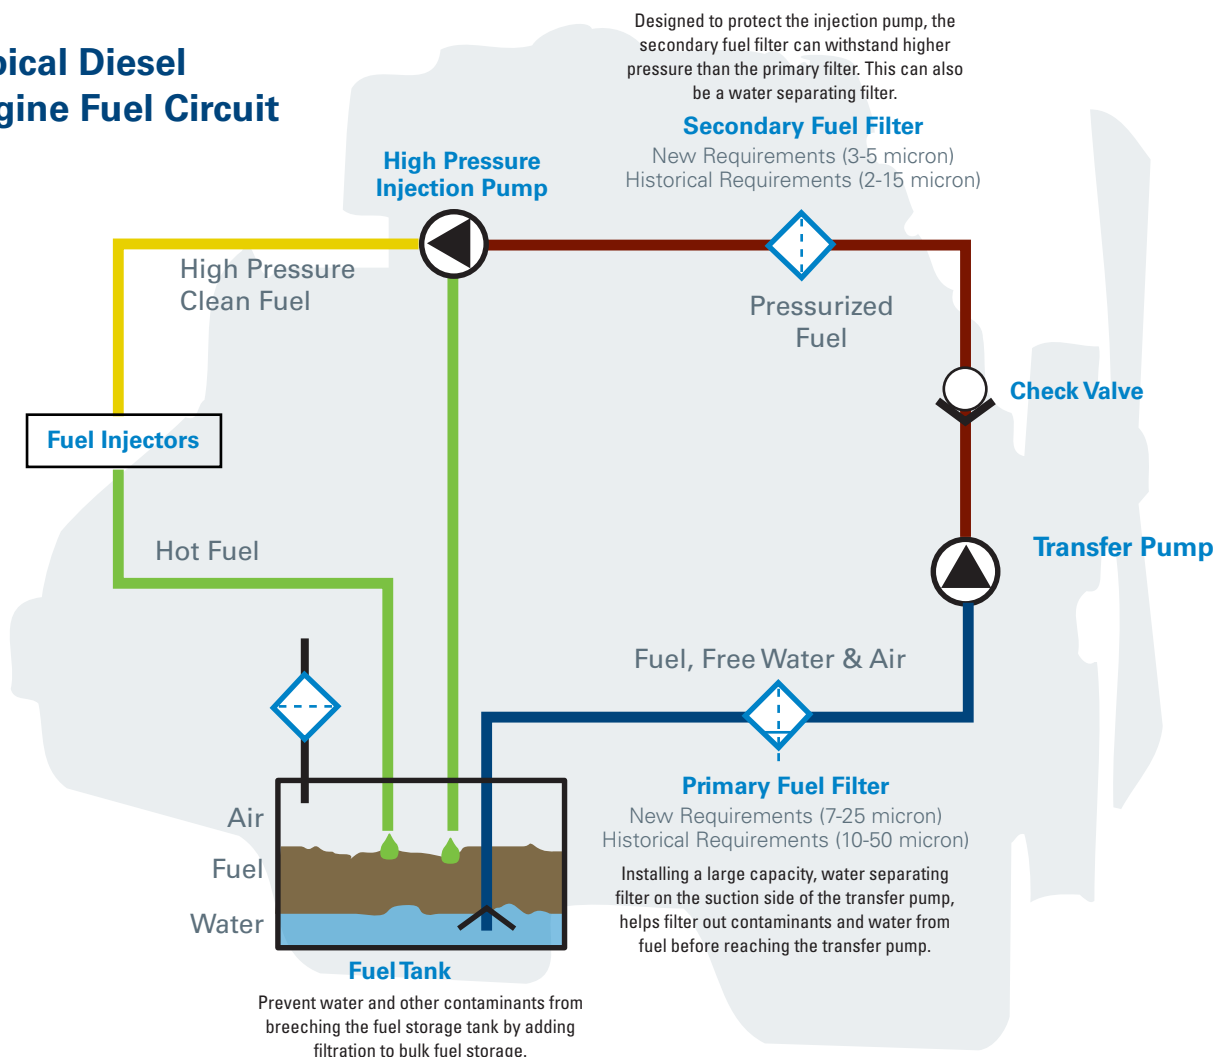 pical Diesel
gine Fuel Circuit
Designed to protect the injection pump, the
secondary fuel filter can withstand higher
pressure than the primary filter. This can also
be a water separating filter.
Secondary Fuel Filter
New Requirements (3-5 micron)
Historical Requirements (2-15 micron)
High Pressure
Injection Pump
High Pressure
Clean Fuel
Pressurized
Fuel
Check Valve
Fuel Injectors
Hot Fuel
Transfer Pump
Fuel, Free Water & Air
Primary Fuel Filter
New Requirements (7-25 micron)
Historical Requirements (10-50 micron)
Installing a large capacity, water separating
filter on the suction side of the transfer pump,
helps filter out contaminants and water from
fuel before reaching the transfer pump.
Air
Fuel
Water
Fuel Tank
Prevent water and other contaminants from
breeching the fuel storage tank by adding
filtration to bulk fuel storage.